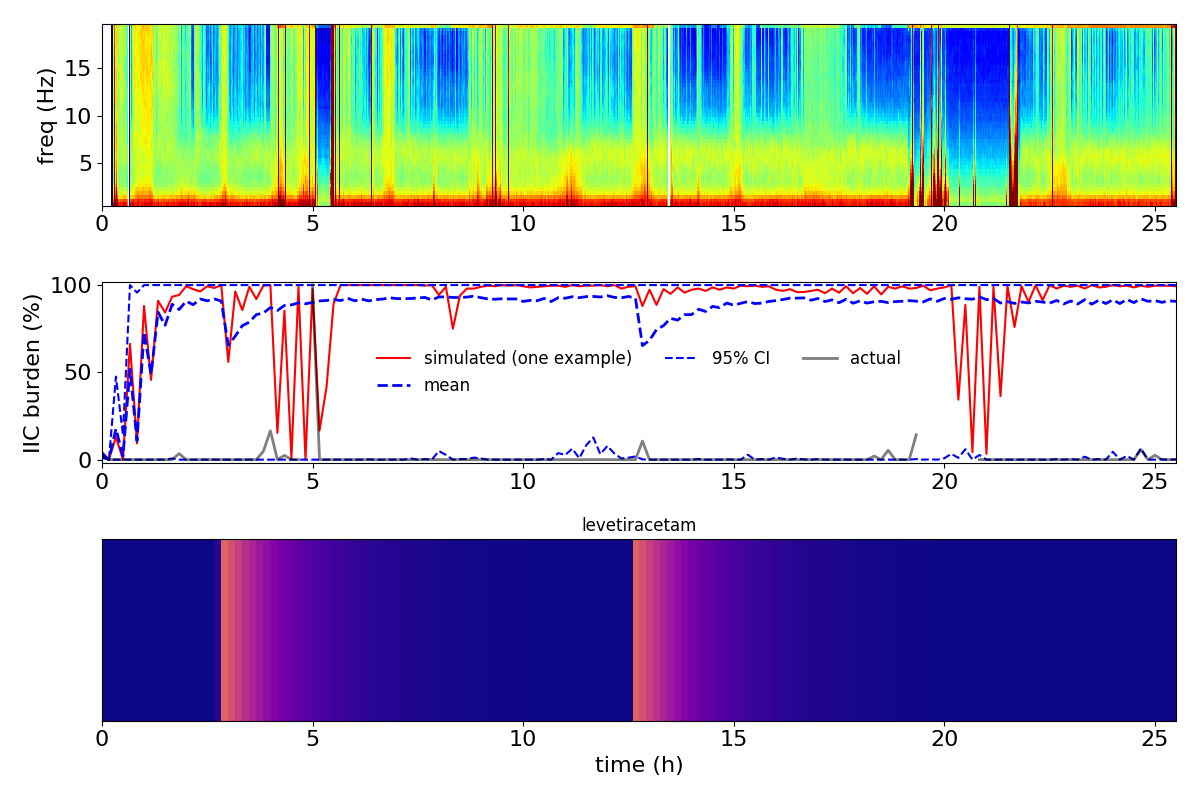 freq (Hz)
15
10
5
0 5 10 15 20 25
IIC burden (%)
100
50
0
simulated (one example) 95% CI actual
mean
0 5 10 15 20 25
levetiracetam
0 5 10 15 20 25
time (h)